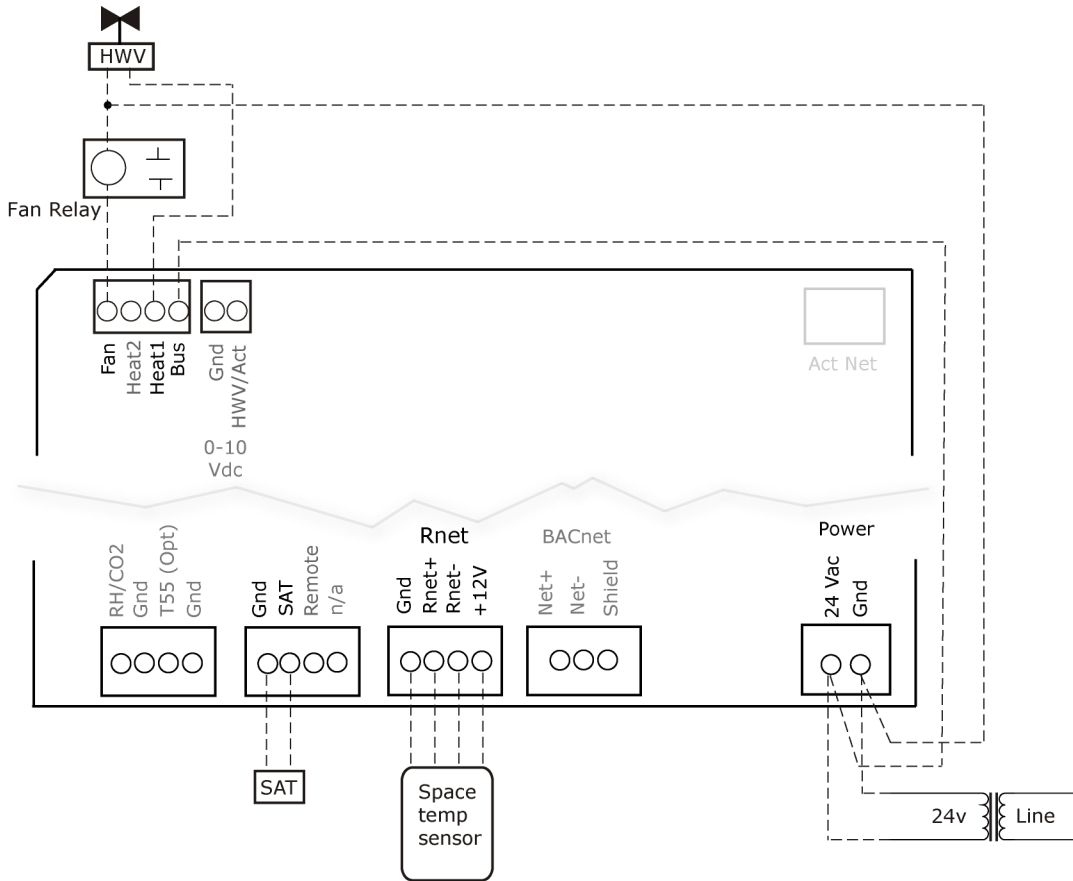 HWV
Fan Relay
Fan
Heat2
Heat1
Bus
Gnd
HWV/Act
0-10
Vdc
Act Net
RH/CO2
Gnd
T55 (Opt)
Gnd
Gnd
SAT
Remote
n/a
Rnet
Gnd
Rnet+
Rnet-
+12V
BACnet
Net+
Net-
Shield
Power
24 Vac
Gnd
SAT
Space
temp
sensor
24v
Line